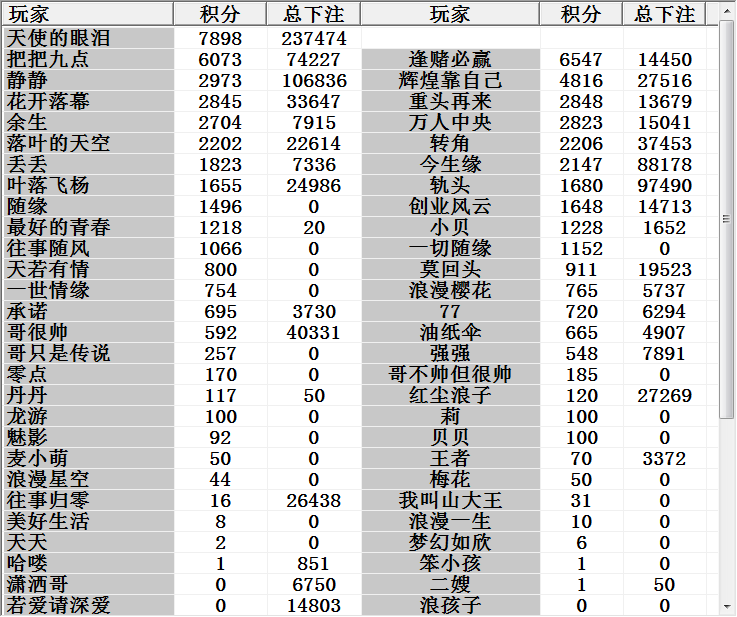 玩家 积分 总下注 玩家 积分 总下注
天使的眼泪 7898 237474
把把九点 6073 74227 逢赌必赢 6547 14450
静静 2973 106836 辉煌靠自己 4816 27516
花开落幕 2845 33647 重头再来 2848 13679
余生 2704 7915 万人中央 2823 15041
落叶的天空 2202 22614 转角 2206 37453
丢丢 1823 7336 今生缘 2147 88178
叶落飞杨 1655 24986 轨头 1680 97490
随缘 1496 0 创业风云 1648 14713
最好的青春 1218 20 小贝 1228 1652
往事随风 1066 0 一切随缘 1152 0
天若有情 800 0 莫回头 911 19523
一世情缘 754 0 浪漫樱花 765 5737
承诺 695 3730 77 720 6294
哥很帅 592 40331 油纸伞 665 4907
哥只是传说 257 0 强强 548 7891
零点 170 0 哥不帅但很帅 185 0
丹丹 117 50 红尘浪子 120 27269
龙游 100 0 莉 100 0
魅影 92 0 贝贝 100 0
麦小萌 50 0 王者 70 3372
浪漫星空 44 0 梅花 50 0
往事归零 16 26438 我叫山大王 31 0
美好生活 8 0 浪漫一生 10 0
天天 2 0 梦幻如欣 6 0
哈喽 1 851 笨小孩 1 0
潇洒哥 0 6750 二嫂 1 50
若爱请深爱 0 14803 浪孩子 0 0